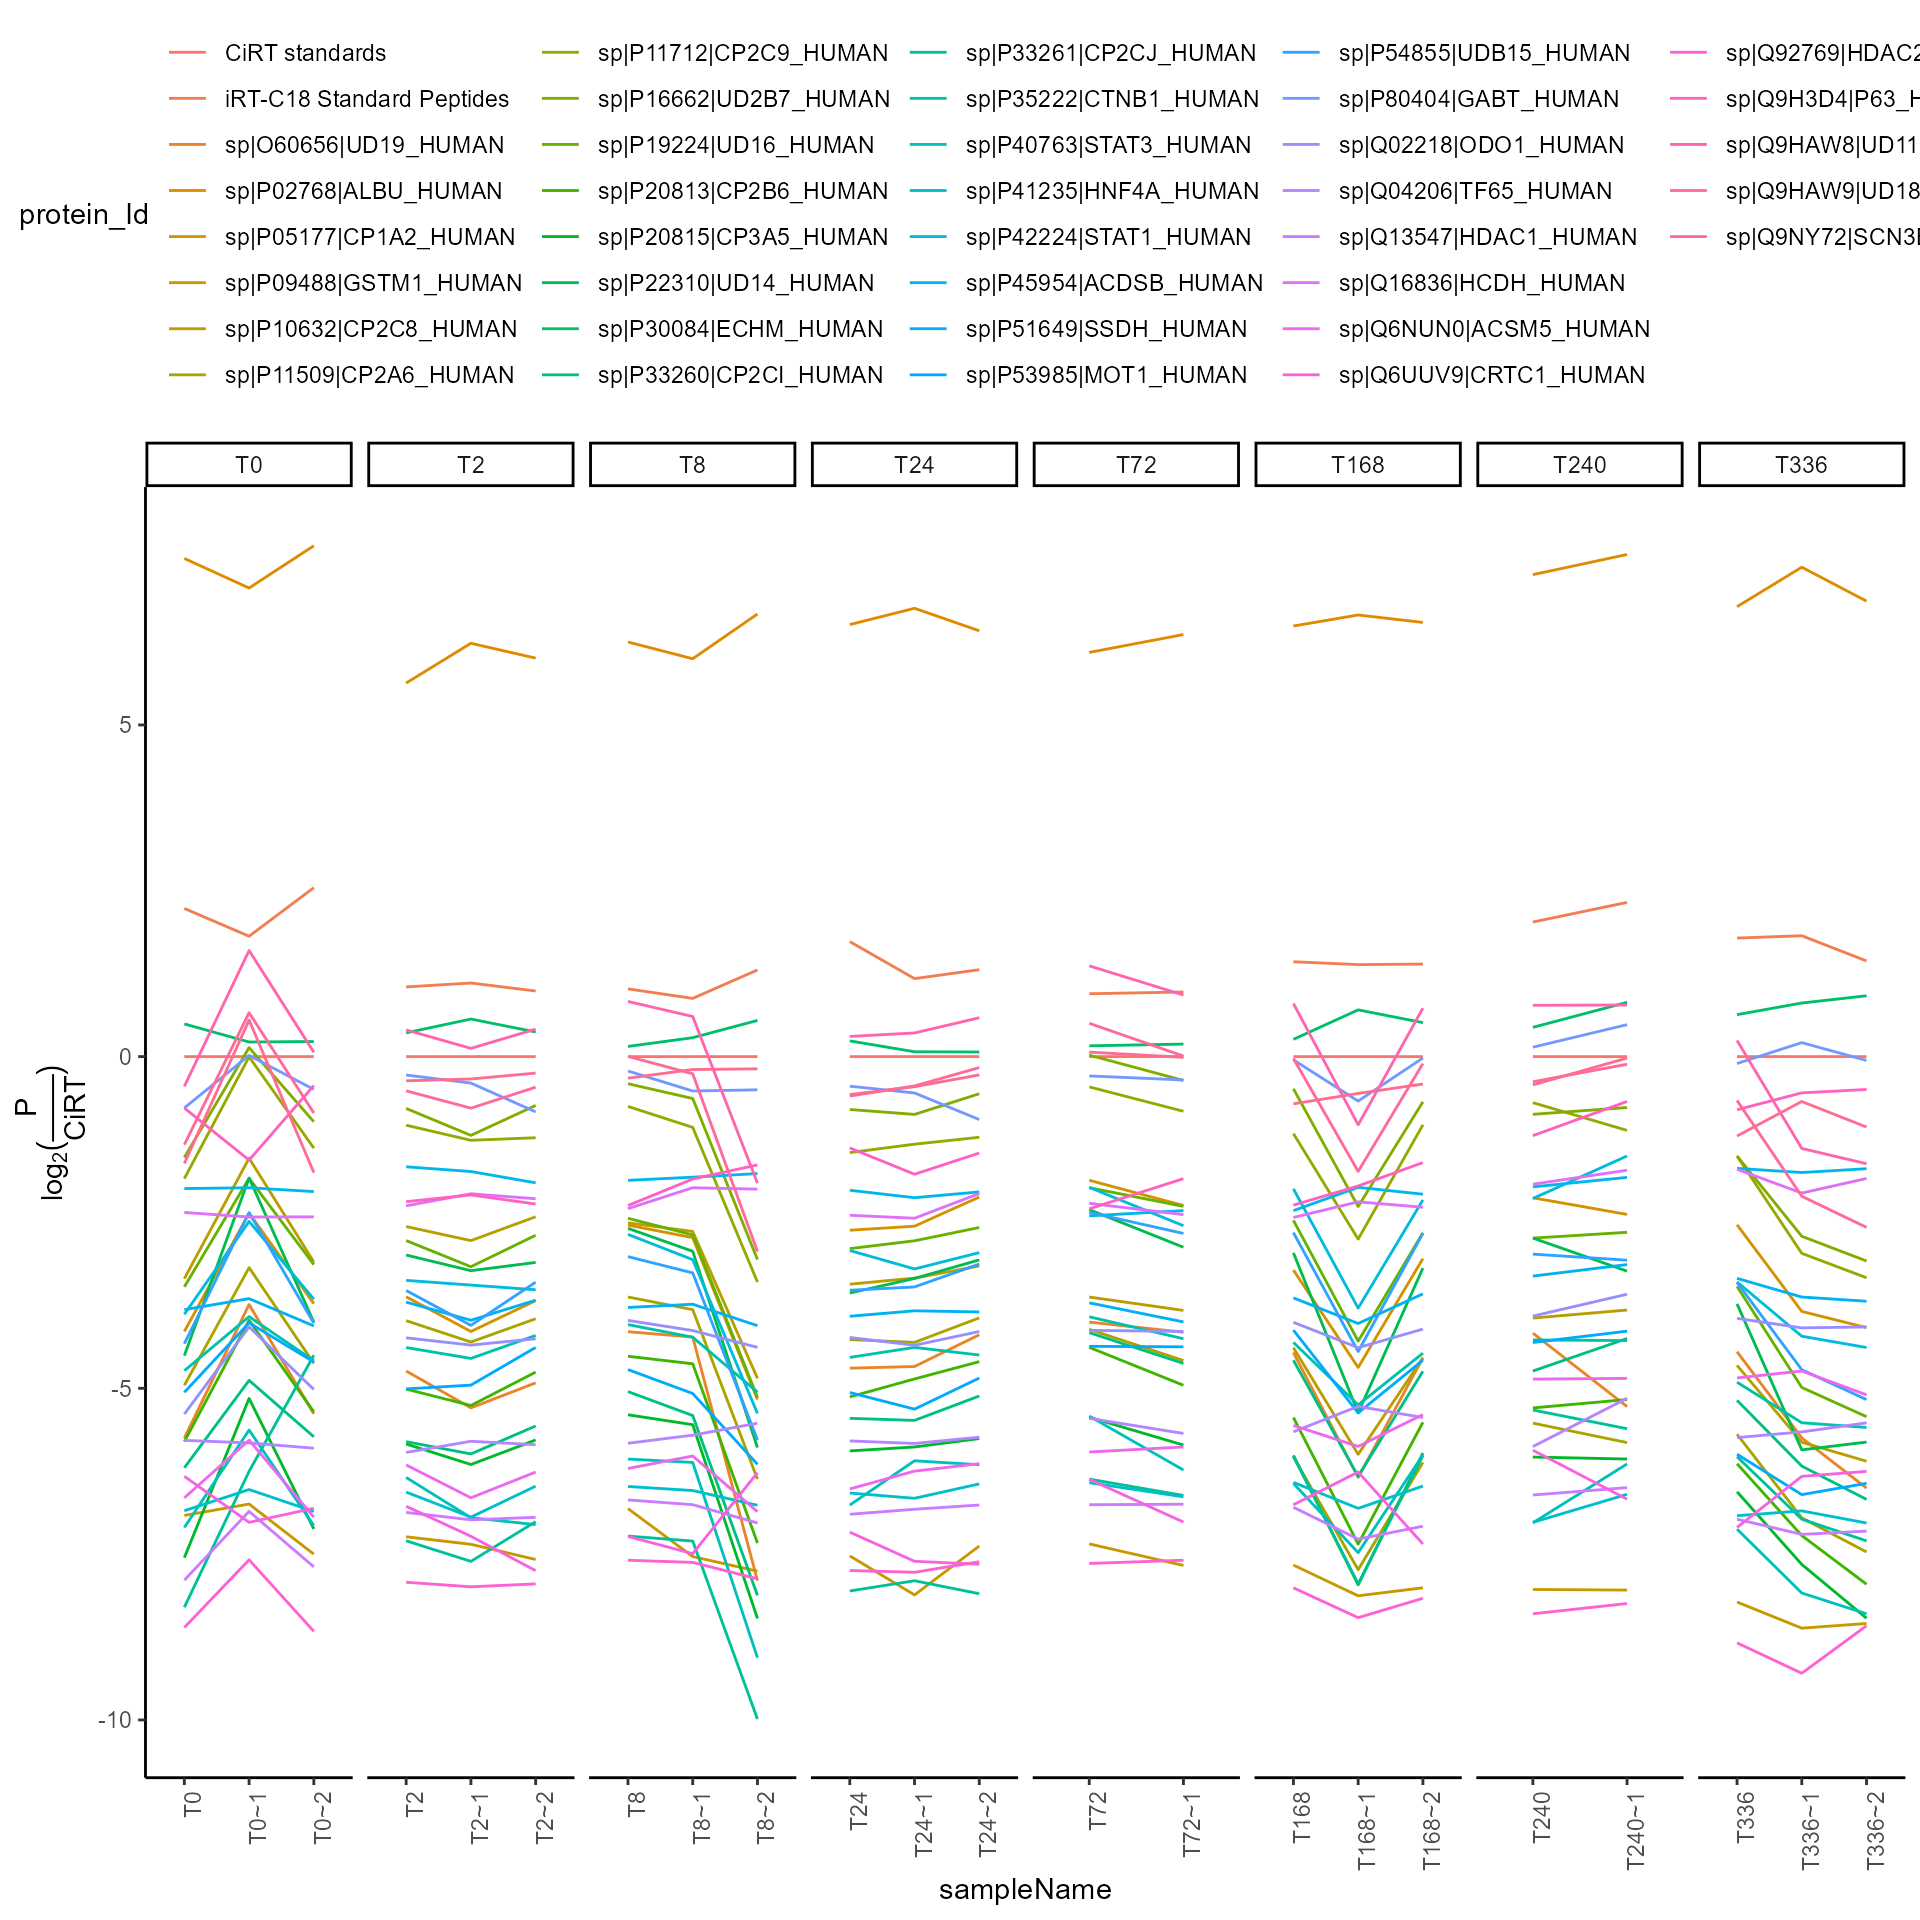 CiRT standards
iRT-C18 Standard Peptides
sp|O60656|UD19_HUMAN
sp|P02768|ALBU_HUMAN
sp|P05177|CP1A2_HUMAN
sp|P09488|GSTM1_HUMAN
sp|P10632|CP2C8_HUMAN
sp|P11509|CP2A6_HUMAN
sp|P11712|CP2C9_HUMAN
sp|P16662|UD2B7_HUMAN
sp|P19224|UD16_HUMAN
sp|P20813|CP2B6_HUMAN
sp|P20815|CP3A5_HUMAN
sp|P22310|UD14_HUMAN
sp|P30084|ECHM_HUMAN
sp|P33260|CP2CI_HUMAN
sp|P33261|CP2CJ_HUMAN
sp|P35222|CTNB1_HUMAN
sp|P40763|STAT3_HUMAN
sp|P41235|HNF4A_HUMAN
sp|P42224|STAT1_HUMAN
sp|P45954|ACDSB_HUMAN
sp|P51649|SSDH_HUMAN
sp|P53985|MOT1_HUMAN
sp|P54855|UDB15_HUMAN
sp|P80404|GABT_HUMAN
sp|Q02218|ODO1_HUMAN
sp|Q04206|TF65_HUMAN
sp|Q13547|HDAC1_HUMAN
sp|Q16836|HCDH_HUMAN
sp|Q6NUN0|ACSM5_HUMAN
sp|Q6UUV9|CRTC1_HUMAN
sp|Q92769|HDAC2
sp|Q9H3D4|P63_H
sp|Q9HAW8|UD11
sp|Q9HAW9|UD18
sp|Q9NY72|SCN3
protein_Id
T0
T2
T8
T24
T72
T168
T240
T336
5
0
-5
-10
log2(P/CiRT)
T0
T0~1
T0~2
T2
T2~1
T2~2
T8
T8~1
T8~2
T24
T24~1
T24~2
T72
T72~1
T168
T168~1
T168~2
T240
T240~1
T336
T336~1
T336~2
sampleName